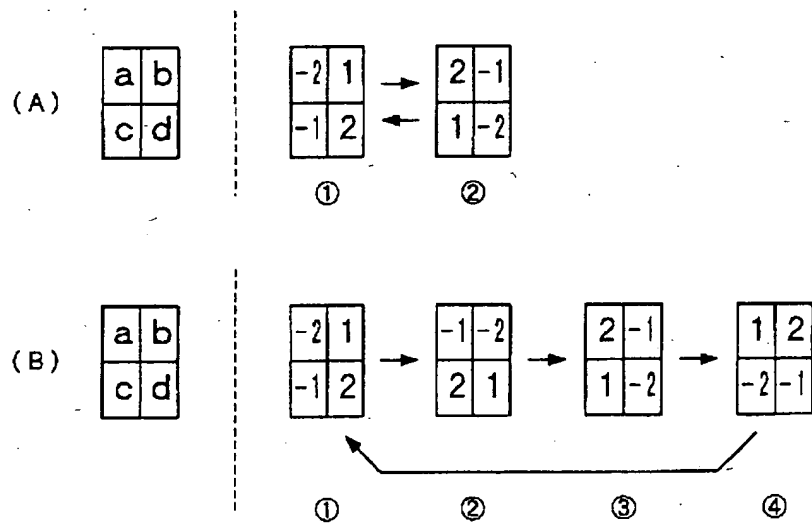 a b -2 1 2 -1
(A)
c d -1 2 1 -2
① ②
a b -2 1 -1 -2 2 -1 1 2
(B)
c d -1 2 2 1 1 -2 -2 -1
① ② ③ ④